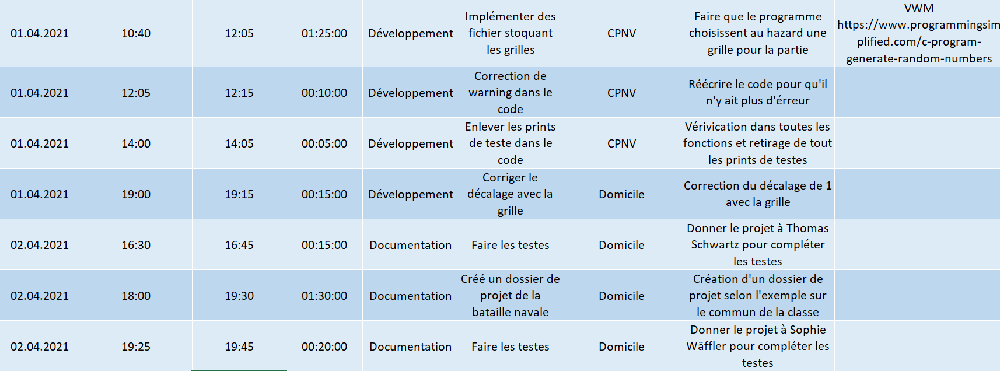 01.04.2021 10:40 12:05 01:25:00 Développement Implémenter des fichier stoquant les grilles CPNV Faire que le programme choisissent au hazard une grille pour la partie VWM https://www.programmingsimplified.com/c-program-generate-random-numbers
01.04.2021 12:05 12:15 00:10:00 Développement Correction de warning dans le code CPNV Réécrire le code pour qu'il n'y ait plus d'érreur
01.04.2021 14:00 14:05 00:05:00 Développement Enlever les prints de teste dans le code CPNV Vérivication dans toutes les fonctions et retirage de tout les prints de testes
01.04.2021 19:00 19:15 00:15:00 Développement Corriger le décalage avec la grille Domicile Correction du décalage de 1 avec la grille
02.04.2021 16:30 16:45 00:15:00 Documentation Faire les testes Domicile Donner le projet à Thomas Schwartz pour compléter les testes
02.04.2021 18:00 19:30 01:30:00 Documentation Créé un dossier de projet de la bataille navale Domicile Création d'un dossier de projet selon l'exemple sur le commun de la classe
02.04.2021 19:25 19:45 00:20:00 Documentation Faire les testes Domicile Donner le projet à Sophie Wäffler pour compléter les testes